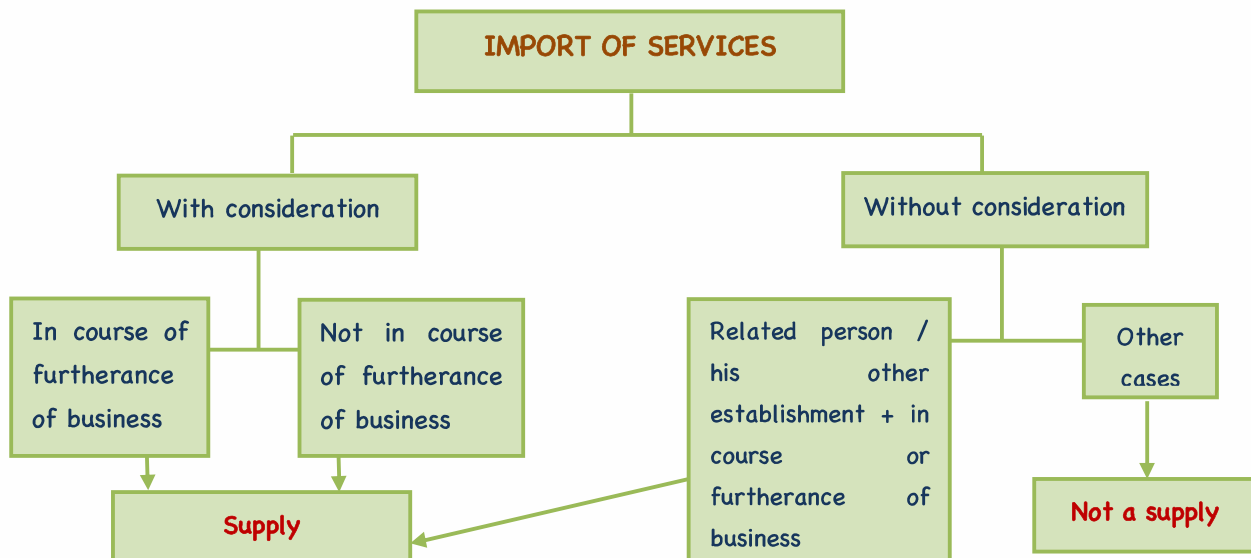 IMPORT OF SERVICES
With consideration
Without consideration
In course of
furtherance
of business
Not in course
of furtherance
of business
Related person /
his other
establishment + in
course or
furtherance of
business
Other
cases
Supply
Not a supply